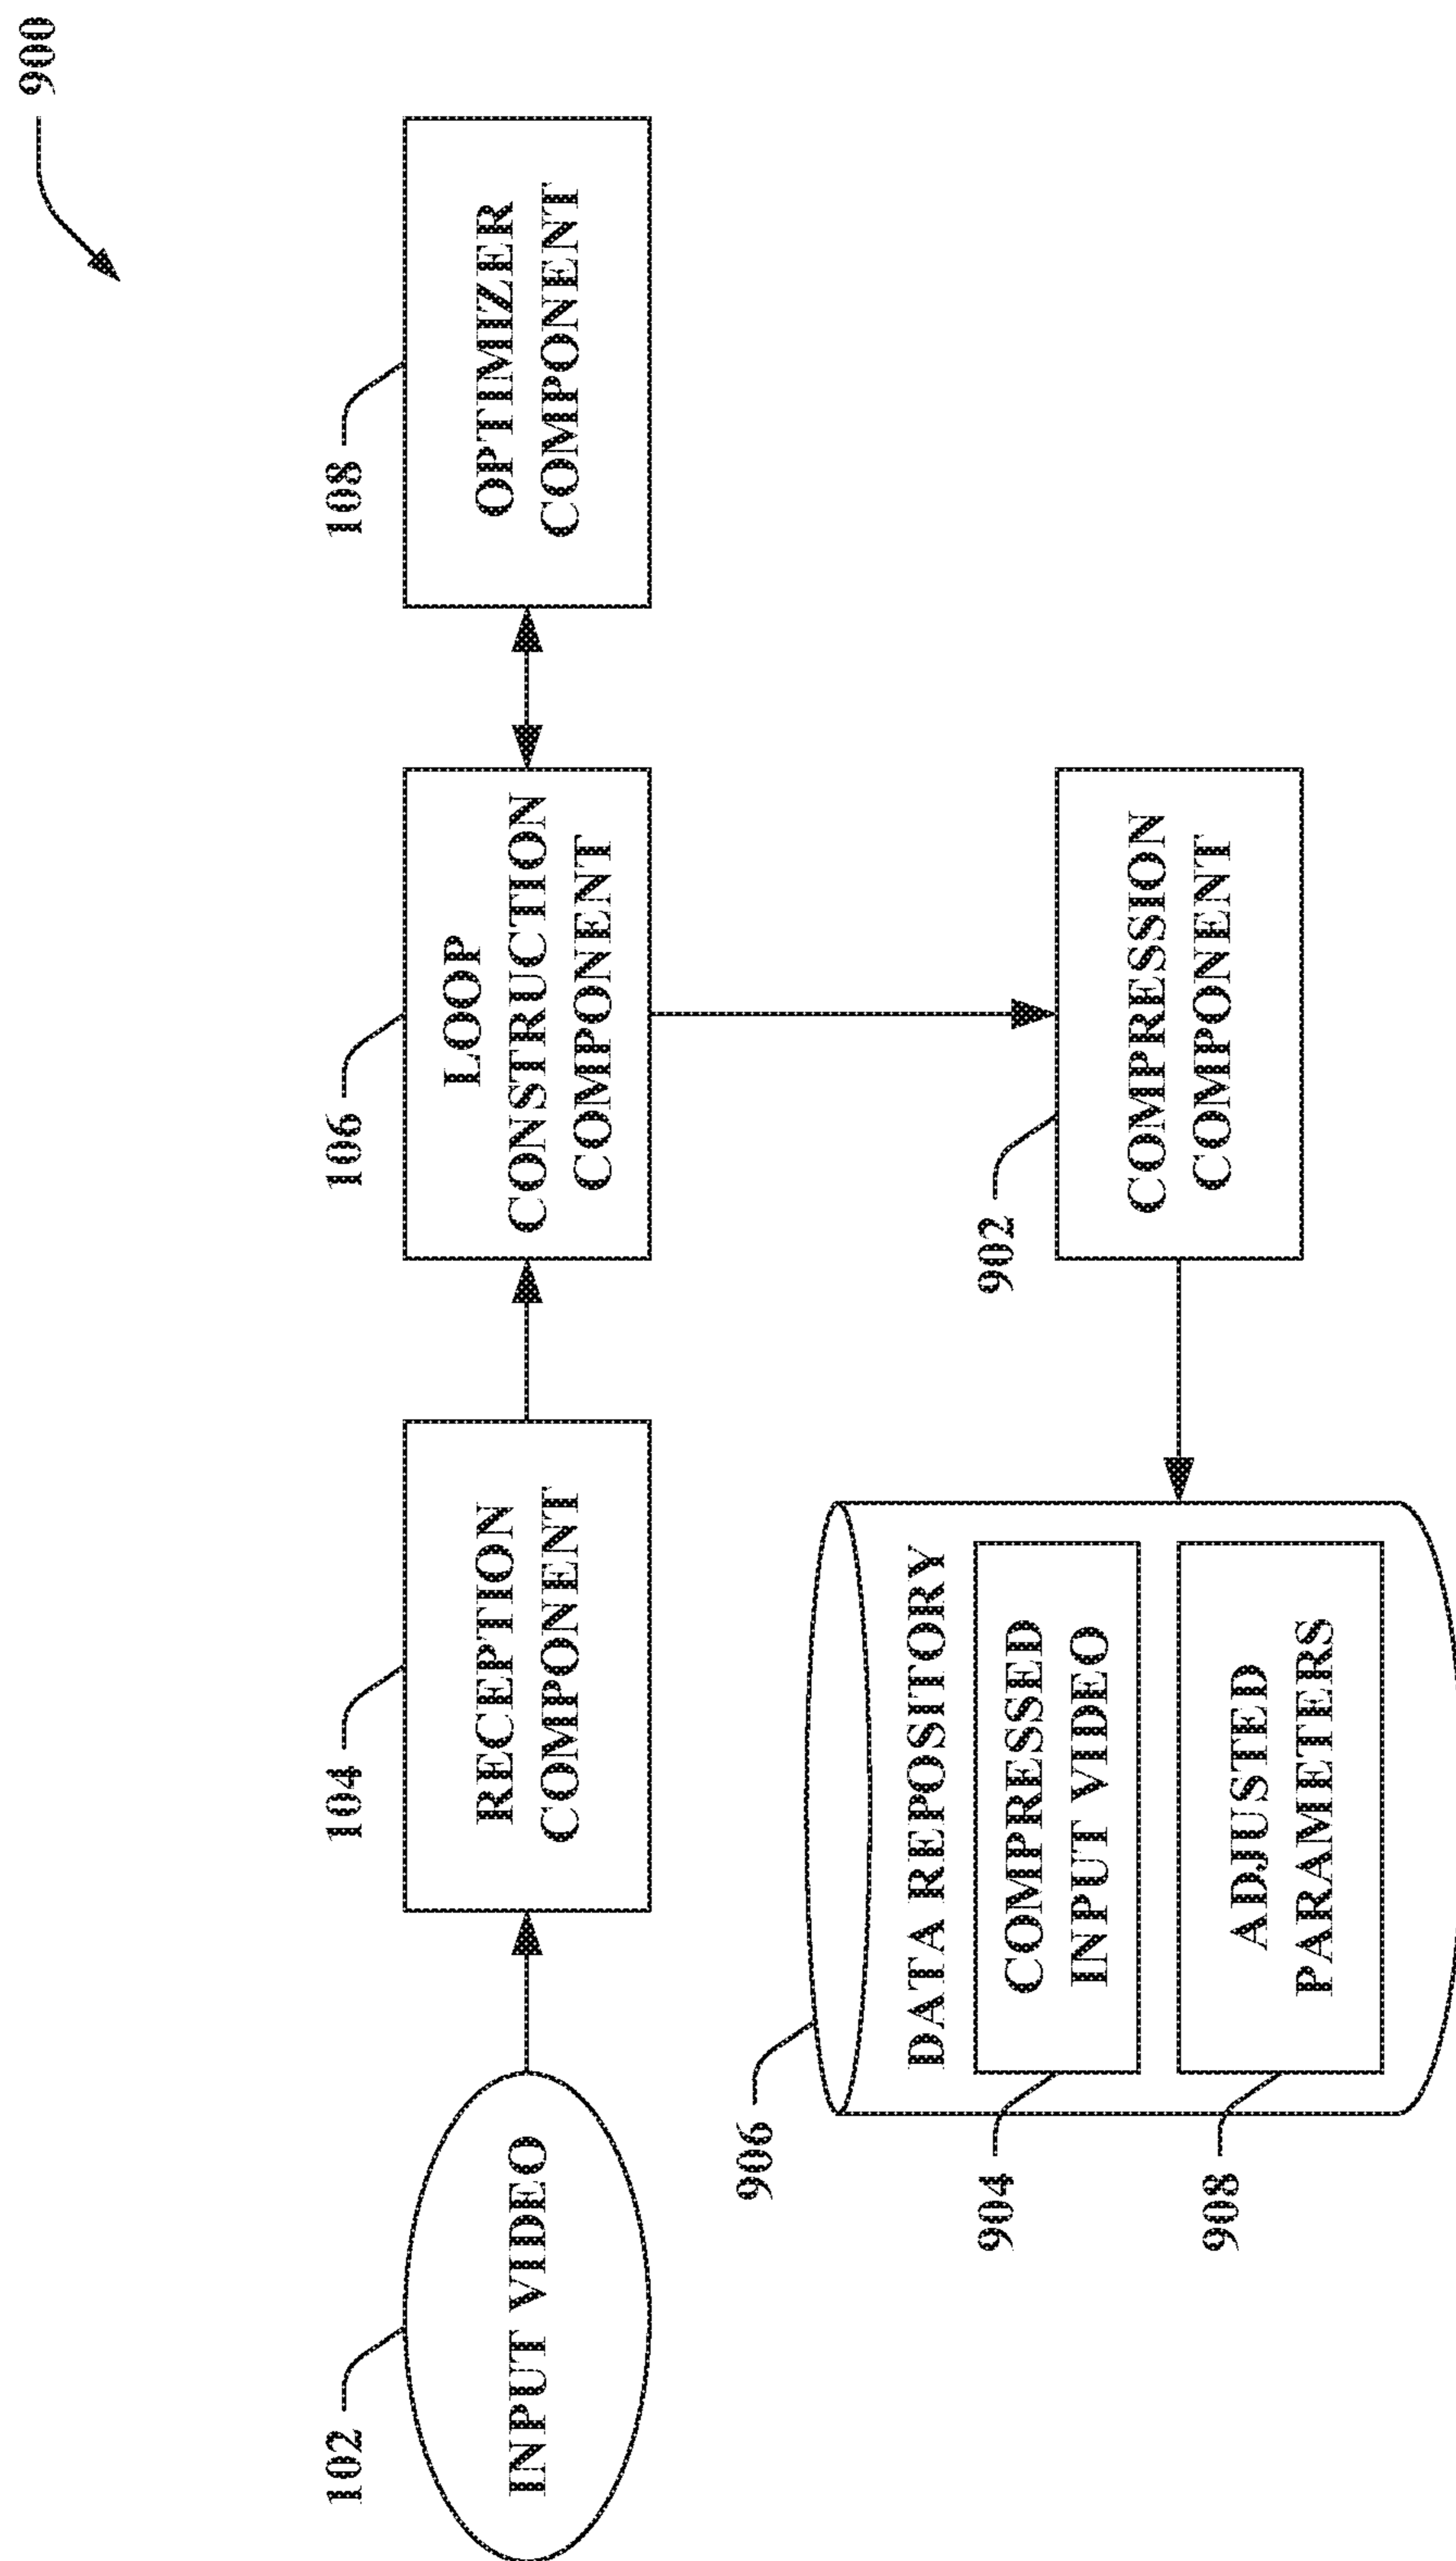 900
102
INPUT VIDEO
104
RECEPTION
COMPONENT
106
LOOP
CONSTRUCTION
COMPONENT
108
OPTIMIZER
COMPONENT
906
DATA REPOSITORY
904
COMPRESSED
INPUT VIDEO
908
ADJUSTED
PARAMETERS
902
COMPRESSION
COMPONENT